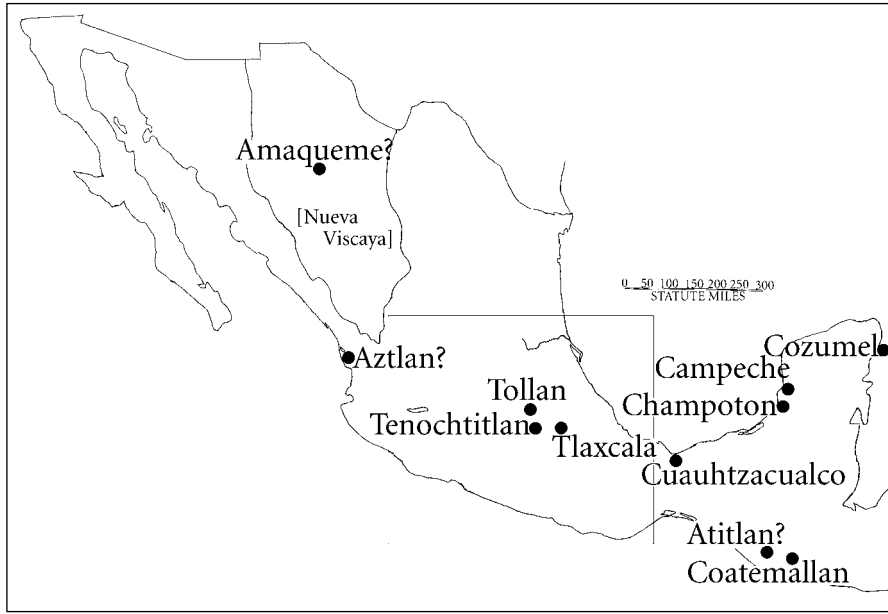 Amaqueme?
[Nueva
Viscaya]
0 50 100 150 200 250 300
STATUTE MILES
Aztlan?
Cozumel
Campeche
Tollan
Champoton
Tenochtitlan
Tlaxcala
Cuauhtzacualco
Atitlan?
Coatemallan